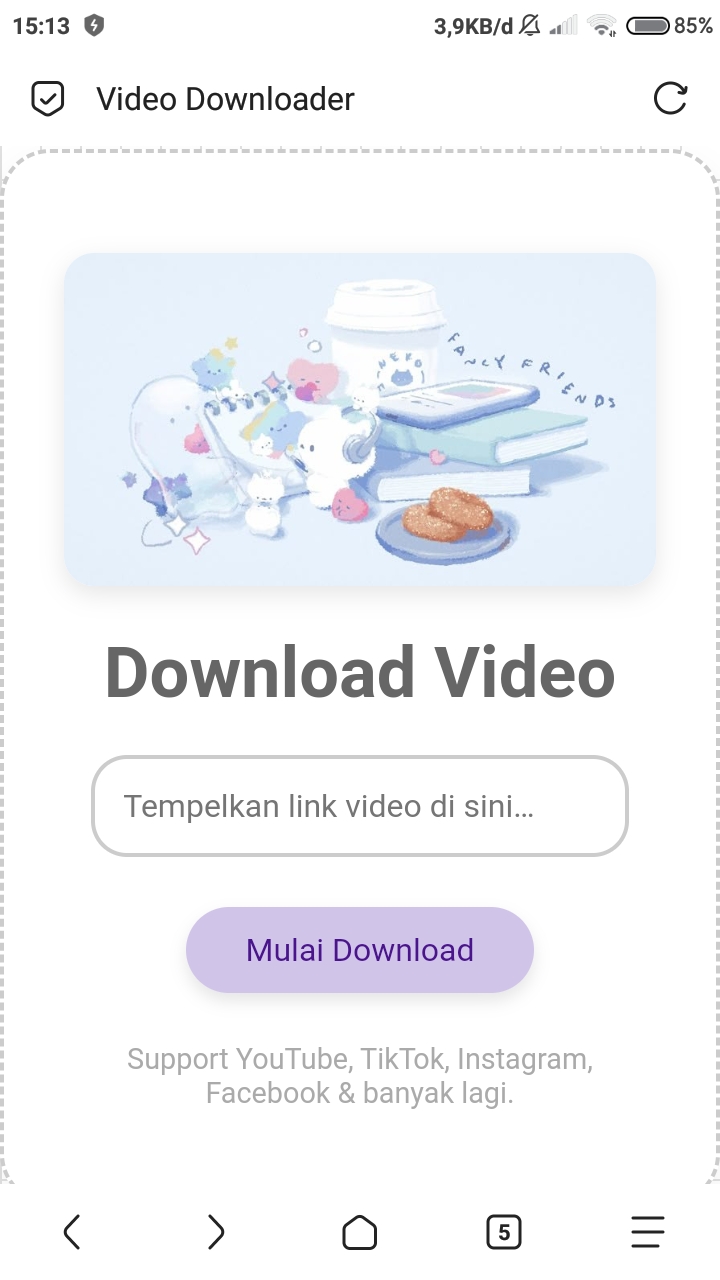 15:13 3,9KB/d 85%
Video Downloader
NEKO
FANCY FRIENDS
Download Video
Tempelkan link video di sini...
Mulai Download
Support YouTube, TikTok, Instagram,
Facebook & banyak lagi.
5